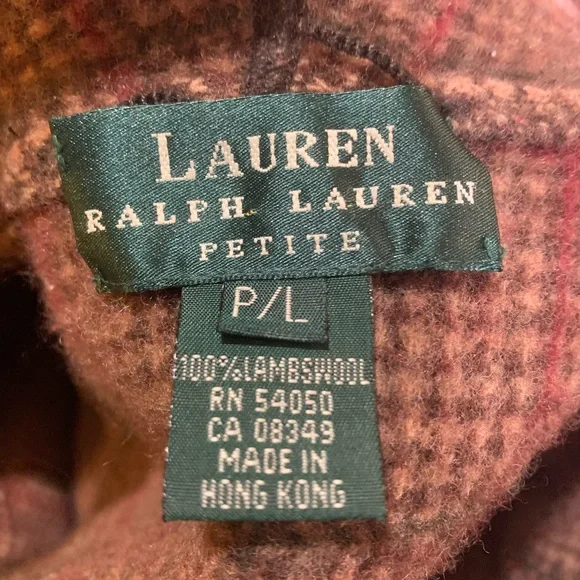 LAUREN
RALPH LAUREN
PETITE
P/L
100%LAMBSWOOL
RN 54050
CA 08349
MADE IN
HONG KONG